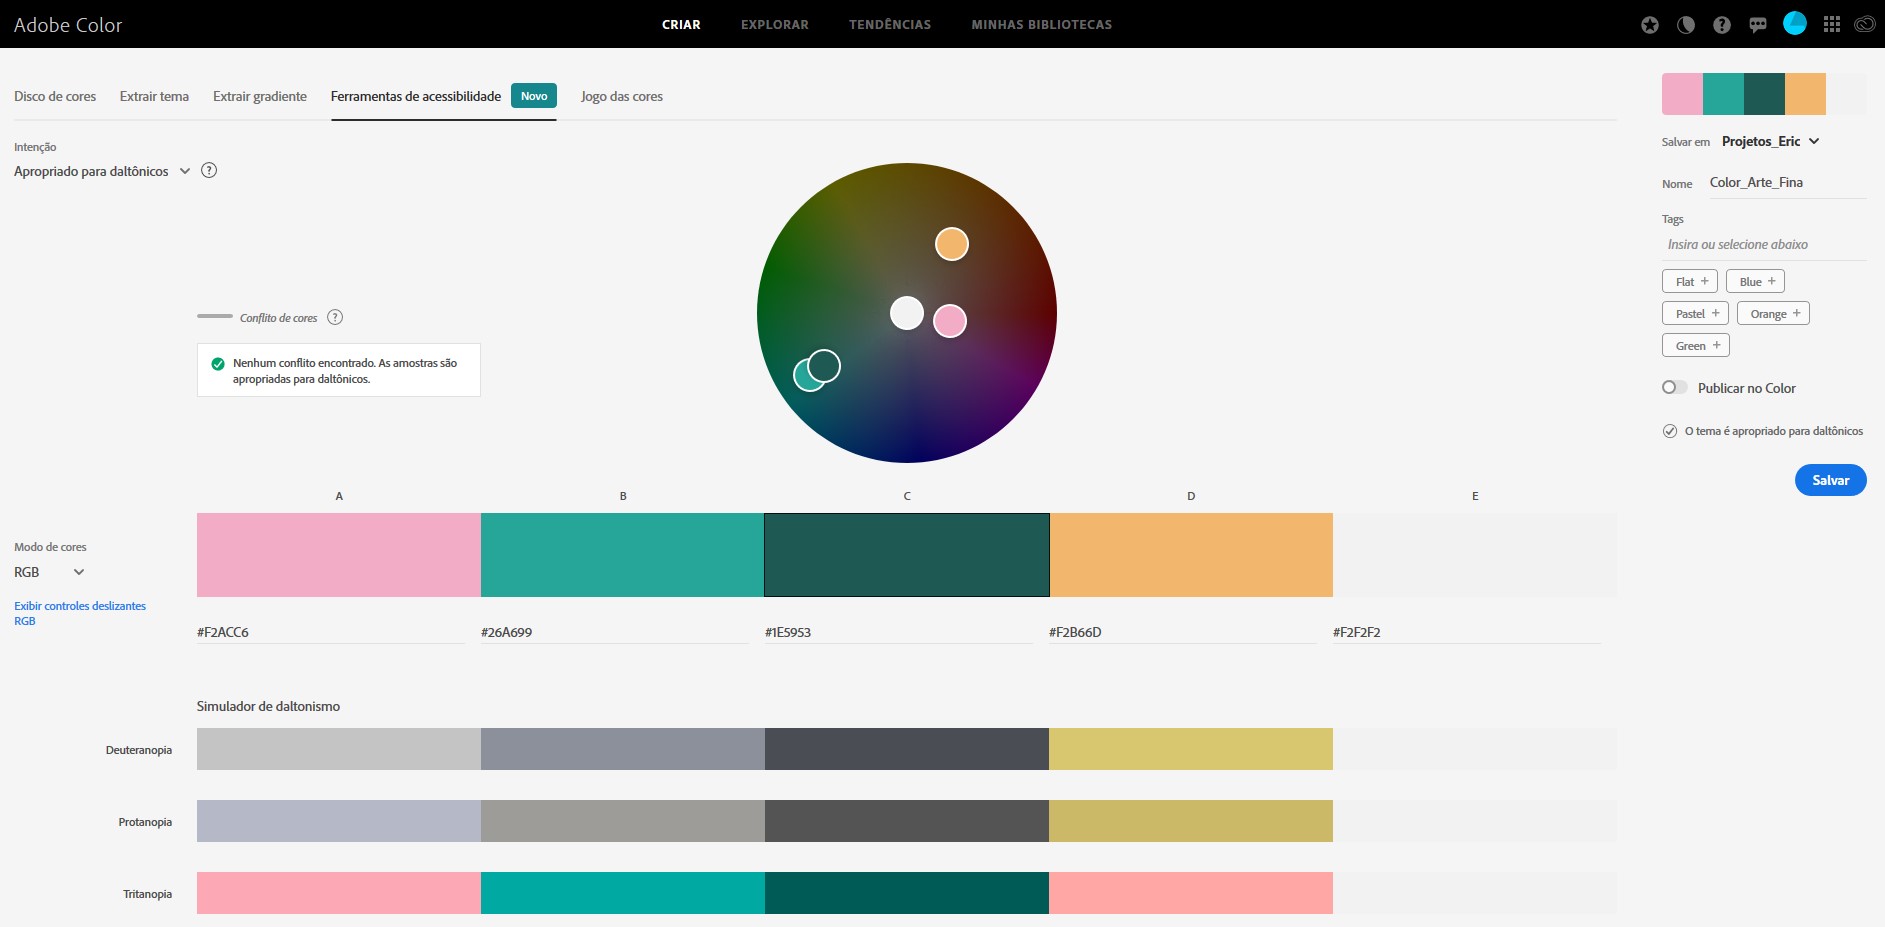 Adobe Color
CRIAR EXPLORAR TENDÊNCIAS MINHAS BIBLIOTECAS
Disco de cores Extrair tema Extrair gradiente Ferramentas de acessibilidade Novo Jogo das cores
Intenção
Apropriado para daltônicos
Conflito de cores
Nenhum conflito encontrado. As amostras são
apropriadas para daltônicos.
Salvar em Projetos_Eric
Nome Color_Arte_Fina
Tags
Insira ou selecione abaixo
Flat + Blue +
Pastel + Orange +
Green +
Publicar no Color
O tema é apropriado para daltônicos
Salvar
A B C D E
Modo de cores
RGB
Exibir controles deslizantes
RGB
#F2ACC6 #26A699 #1E5953 #F2B66D #F2F2F2
Simulador de daltonismo
Deuteranopia
Protanopia
Tritanopia